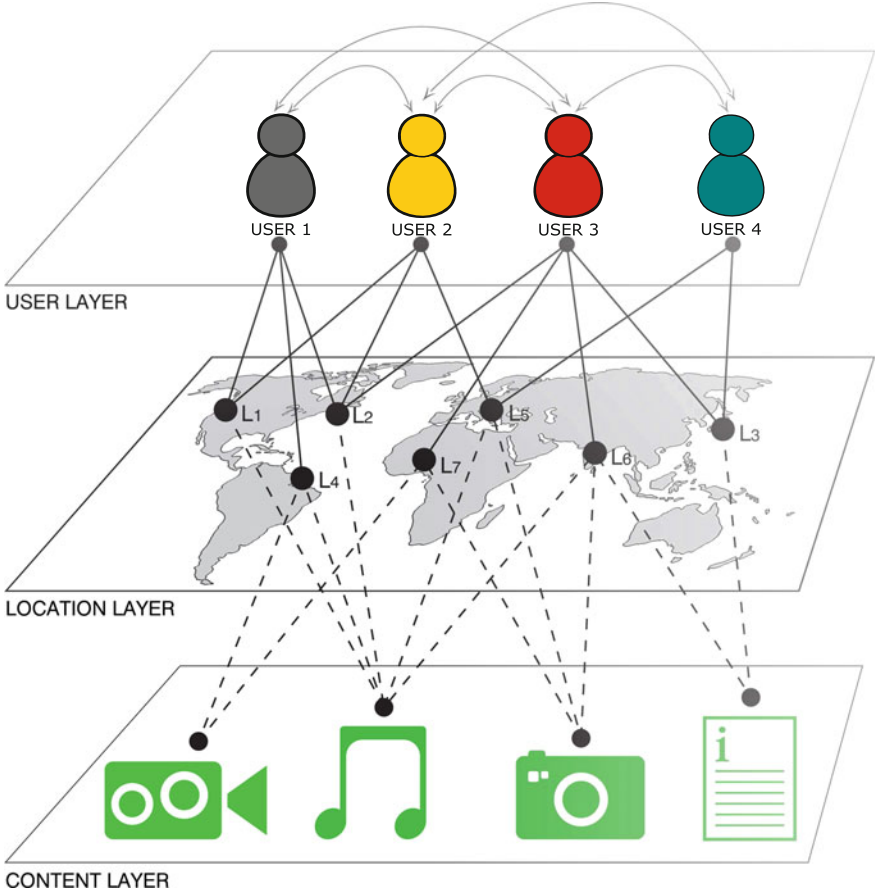 USER 1
USER 2
USER 3
USER 4
USER LAYER
L1
L2
L5
L3
L7
L6
L4
LOCATION LAYER
i
CONTENT LAYER